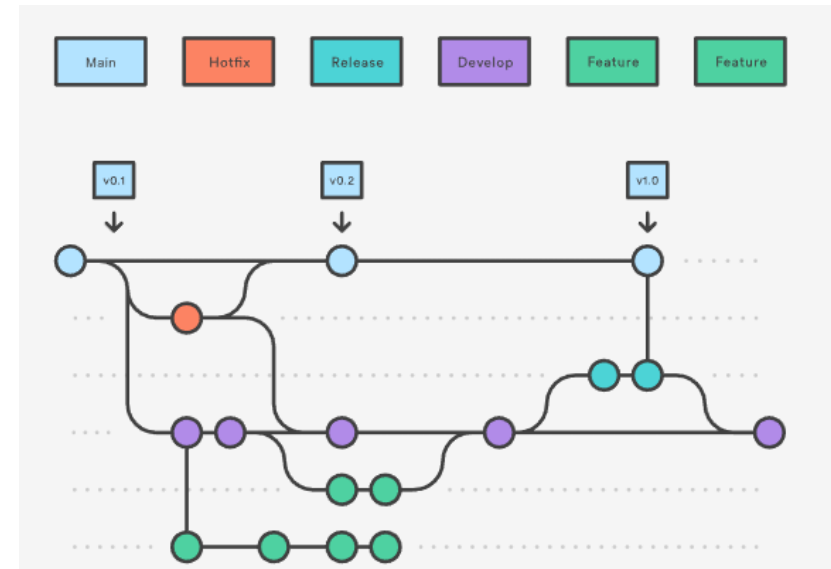 Main
Hotfix
Release
Develop
Feature
Feature
v0.1
v0.2
v1.0